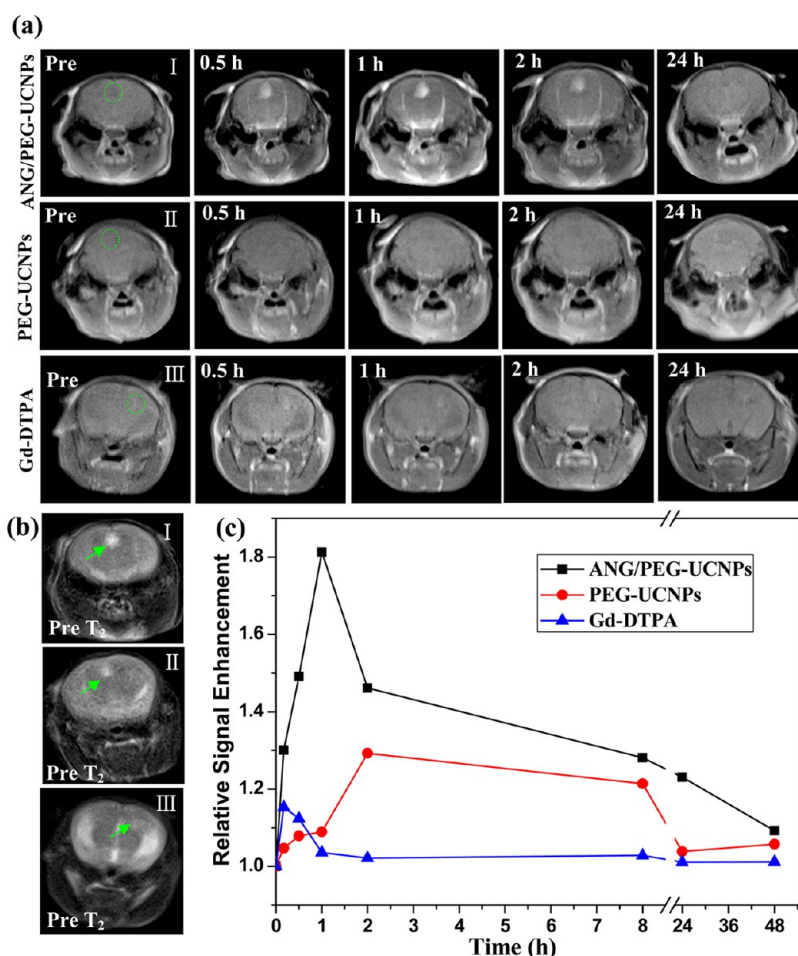 (a)
ANG/PEG-UCNPs
Pre
I
0.5 h
1 h
2 h
24 h
PEG-UCNPs
Pre
II
0.5 h
1 h
2 h
24 h
Gd-DTPA
Pre
III
0.5 h
1 h
2 h
24 h
(b)
I
Pre T₂
II
Pre T₂
III
Pre T₂
(c)
Relative Signal Enhancement
1.8
1.6
1.4
1.2
1.0
ANG/PEG-UCNPs
PEG-UCNPs
Gd-DTPA
0 1 2 3 4 5 6 7 8 24 36 48
Time (h)